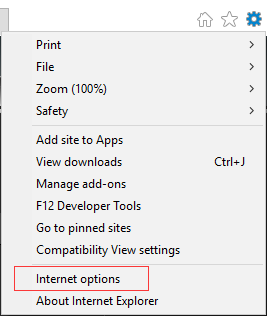 Print
File
Zoom (100%)
Safety
Add site to Apps
View downloads Ctrl+J
Manage add-ons
F12 Developer Tools
Go to pinned sites
Compatibility View settings
Internet options
About Internet Explorer